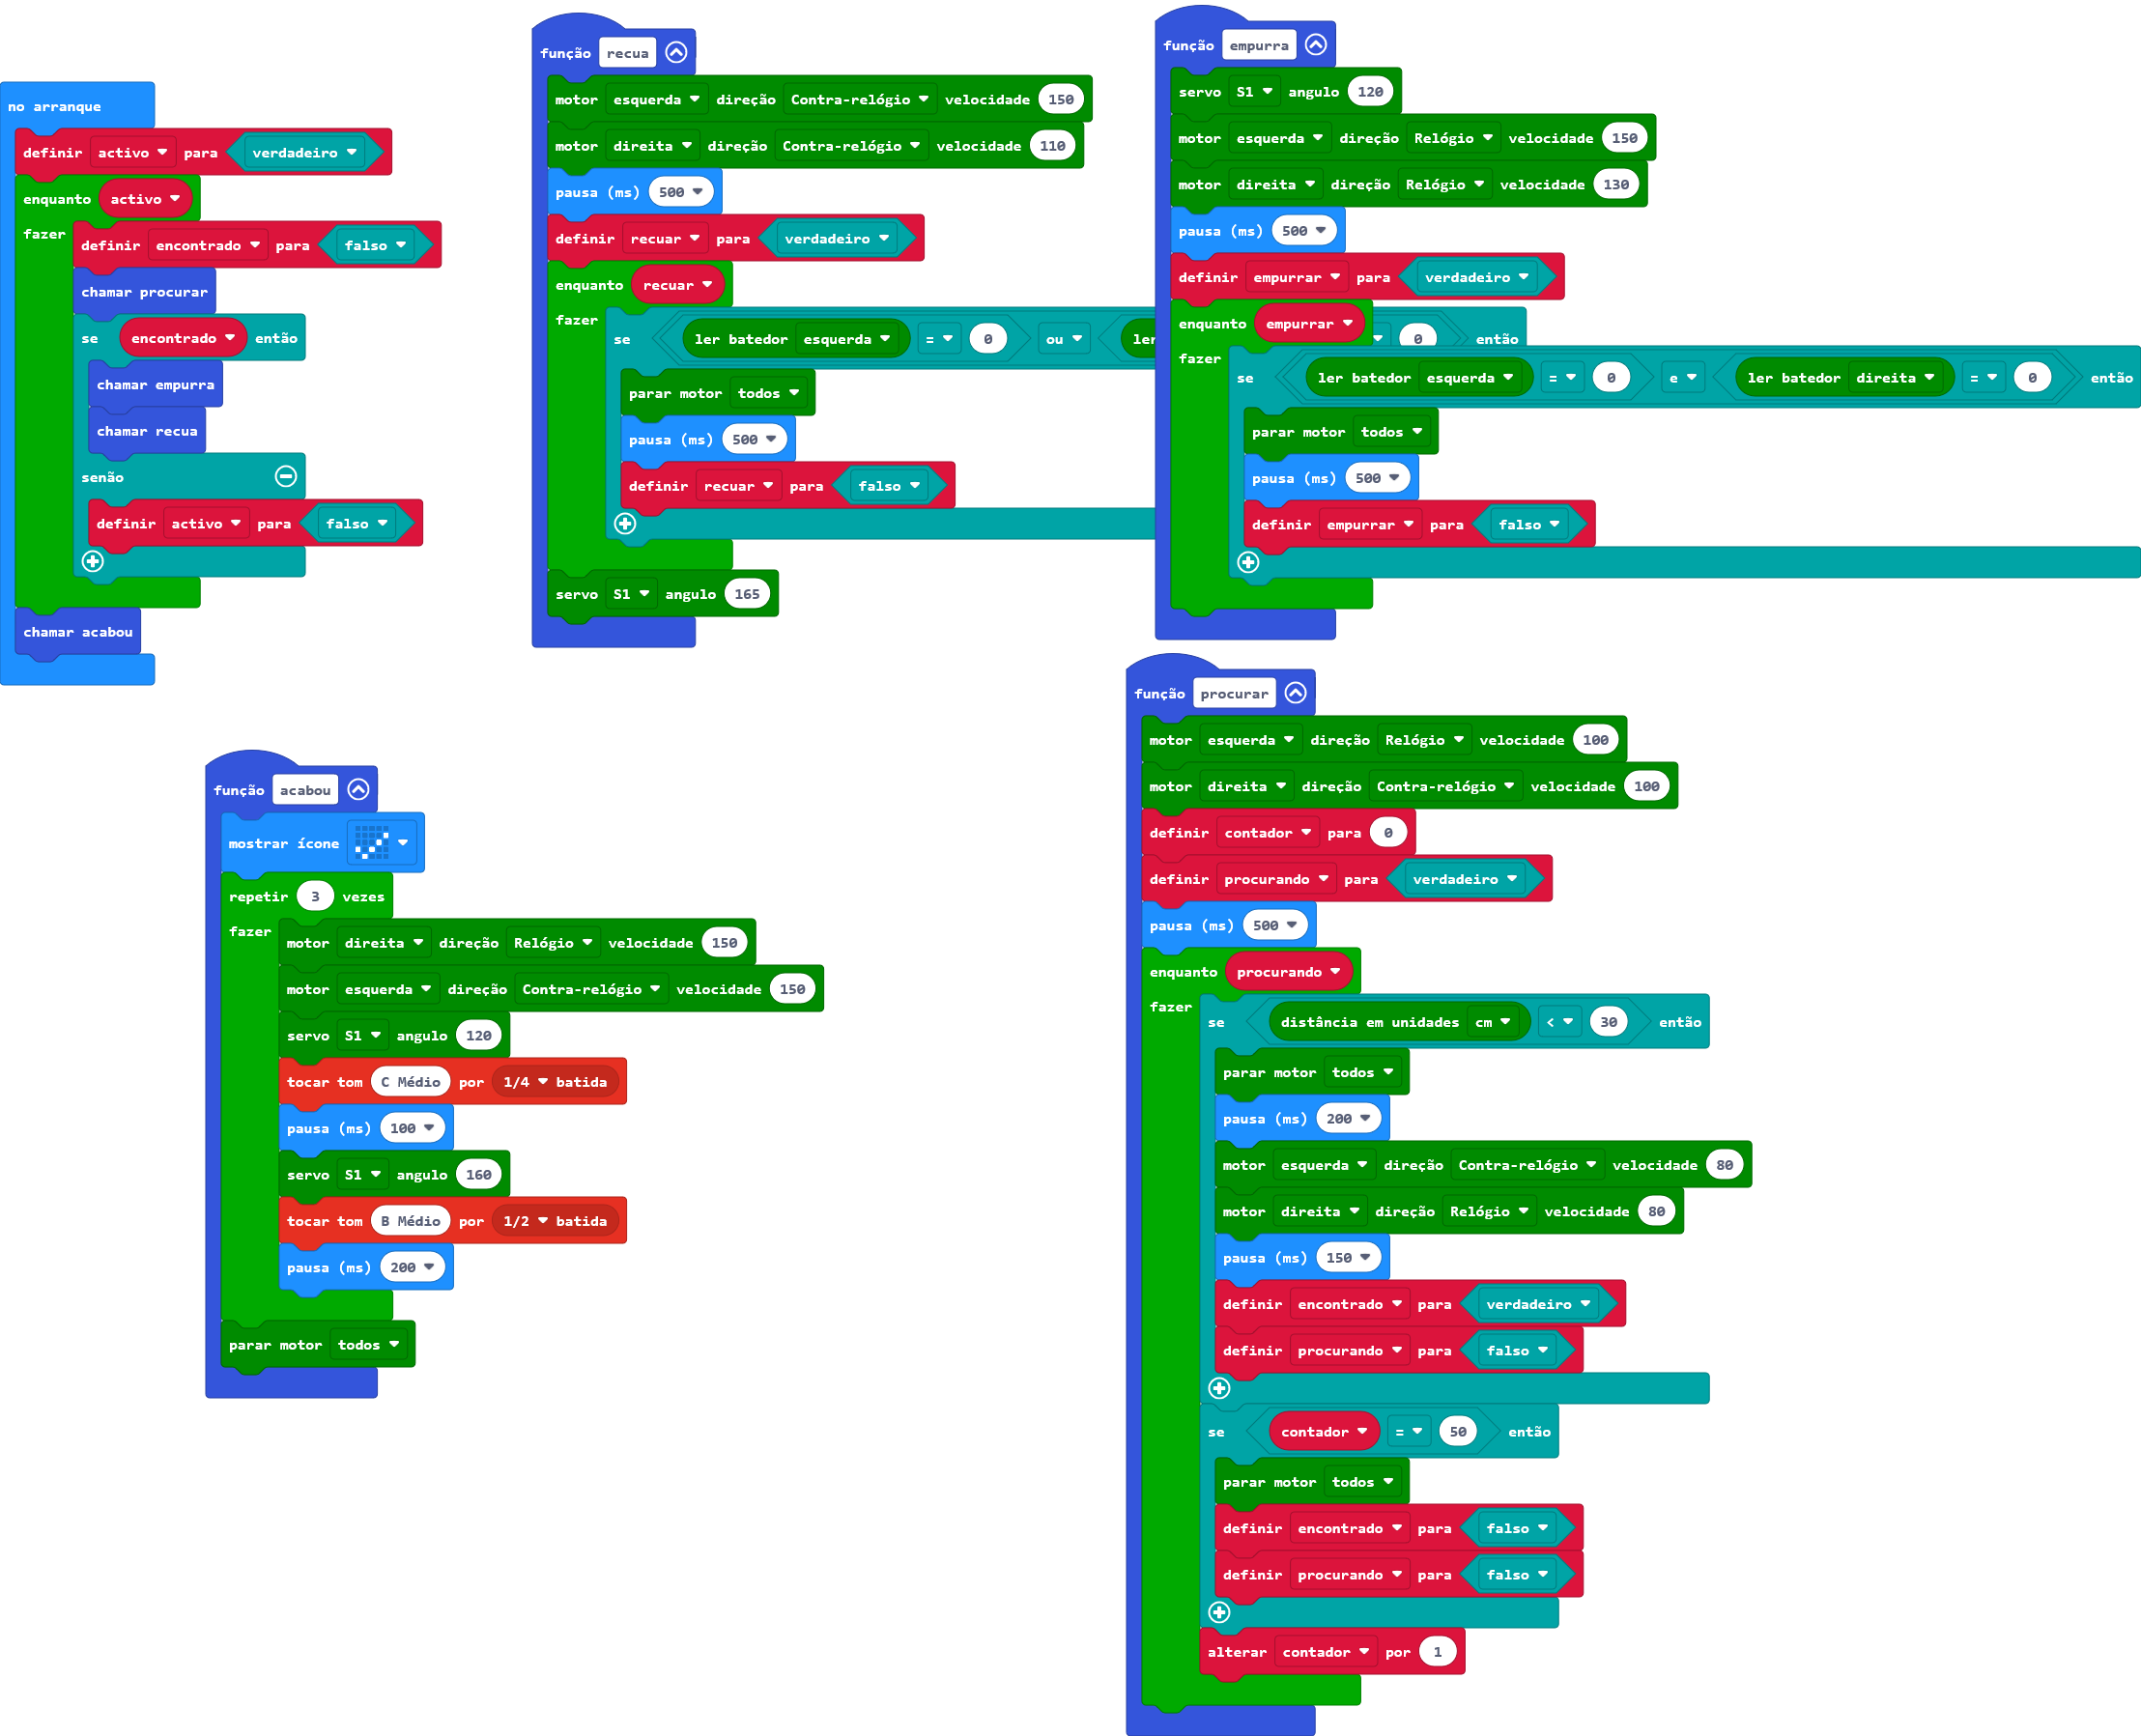 no arranque
definir activo para verdadeiro
enquanto activo
fazer
definir encontrado para falso
chamar procurar
se encontrado então
chamar empurra
chamar recua
senão
definir activo para falso
chamar acabou
função recua
motor esquerda direção Contra-relógio velocidade 150
motor direita direção Contra-relógio velocidade 110
pausa (ms) 500
definir recuar para verdadeiro
enquanto recuar
fazer
se ler batedor esquerda = 0 ou ler 0 então
parar motor todos
pausa (ms) 500
definir recuar para falso
servo S1 angulo 165
função empurra
servo S1 angulo 120
motor esquerda direção Relógio velocidade 150
motor direita direção Relógio velocidade 130
pausa (ms) 500
definir empurrar para verdadeiro
enquanto empurrar
fazer
se ler batedor esquerda = 0 e ler batedor direita = 0 então
parar motor todos
pausa (ms) 500
definir empurrar para falso
função acabou
mostrar ícone
repetir 3 vezes
fazer
motor direita direção Relógio velocidade 150
motor esquerda direção Contra-relógio velocidade 150
servo S1 angulo 120
tocar tom C Médio por 1/4 batida
pausa (ms) 100
servo S1 angulo 160
tocar tom B Médio por 1/2 batida
pausa (ms) 200
parar motor todos
função procurar
motor esquerda direção Relógio velocidade 100
motor direita direção Contra-relógio velocidade 100
definir contador para 0
definir procurando para verdadeiro
pausa (ms) 500
enquanto procurando
fazer
se distância em unidades cm < 30 então
parar motor todos
pausa (ms) 200
motor esquerda direção Contra-relógio velocidade 80
motor direita direção Relógio velocidade 80
pausa (ms) 150
definir encontrado para verdadeiro
definir procurando para falso
se contador = 50 então
parar motor todos
definir encontrado para falso
definir procurando para falso
alterar contador por 1